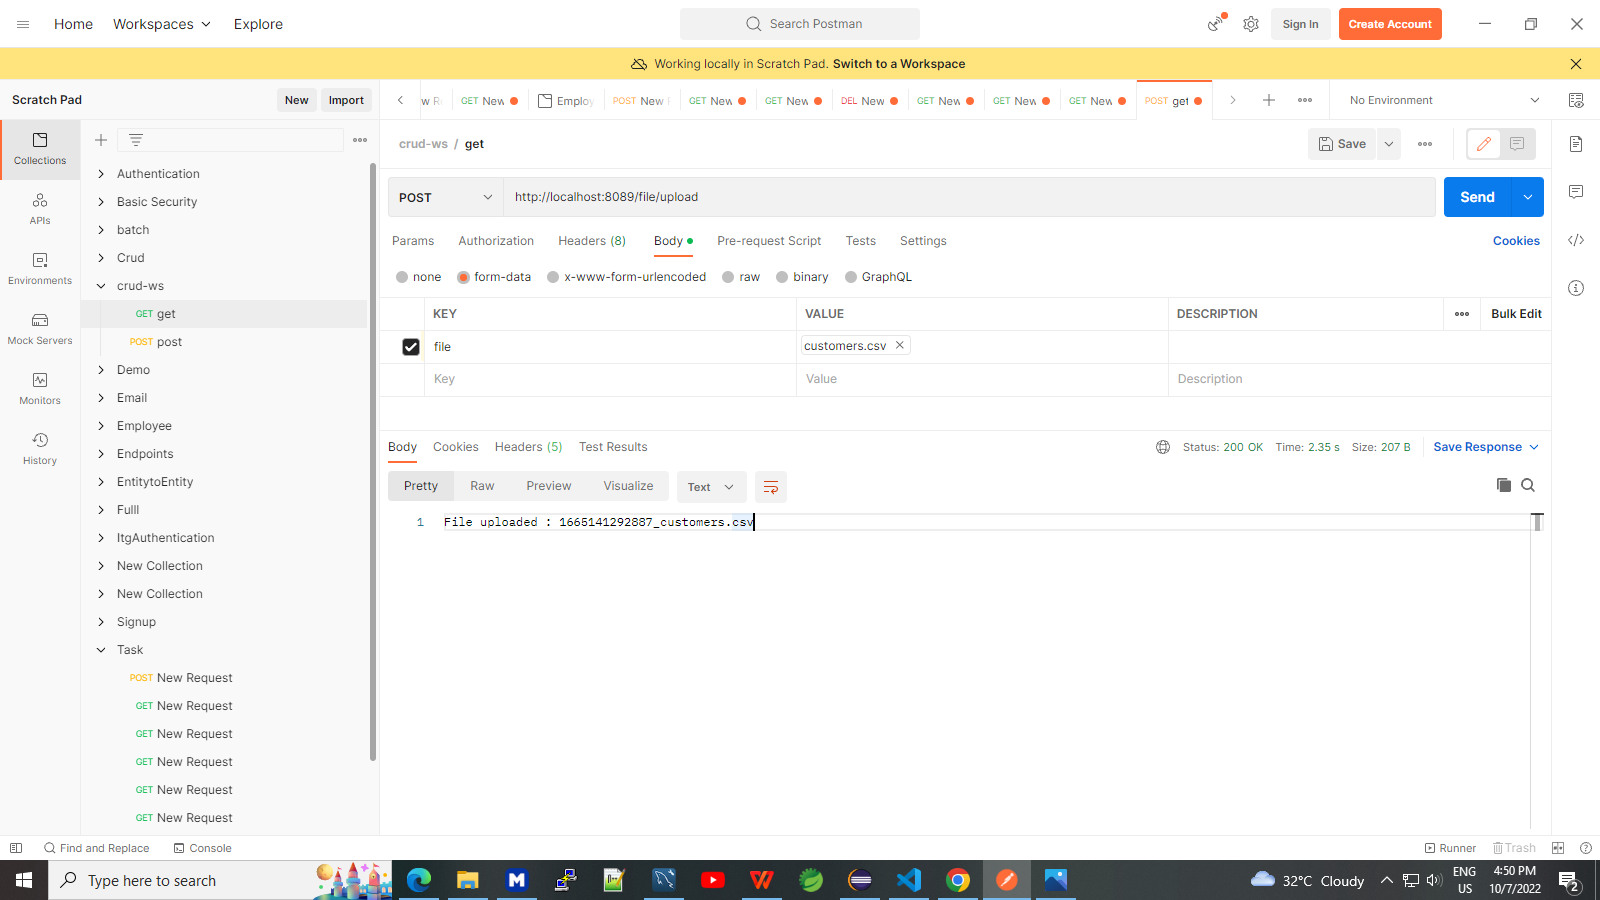 Home Workspaces Explore Search Postman Sign In Create Account
Working locally in Scratch Pad. Switch to a Workspace
Scratch Pad New Import
GET New Employ POST New GET New GET New DEL New GET New GET New GET New POST get No Environment
Collections
APIs
Environments
Mock Servers
Monitors
History
Authentication
Basic Security
batch
Crud
crud-ws
GET get
POST post
Demo
Email
Employee
Endpoints
EntitytoEntity
Fulll
ItgAuthentication
New Collection
New Collection
Signup
Task
POST New Request
GET New Request
GET New Request
GET New Request
GET New Request
GET New Request
crud-ws / get Save
POST http://localhost:8089/file/upload Send
Params Authorization Headers (8) Body Pre-request Script Tests Settings Cookies
none form-data x-www-form-urlencoded raw binary GraphQL
KEY VALUE DESCRIPTION Bulk Edit
file customers.csv
Key Value Description
Body Cookies Headers (5) Test Results Status: 200 OK Time: 2.35 s Size: 207 B Save Response
Pretty Raw Preview Visualize Text
1 File uploaded : 1665141292887_customers.csv
Find and Replace Console Runner Trash
Type here to search 32°C Cloudy ENG US 4:50 PM 10/7/2022 2